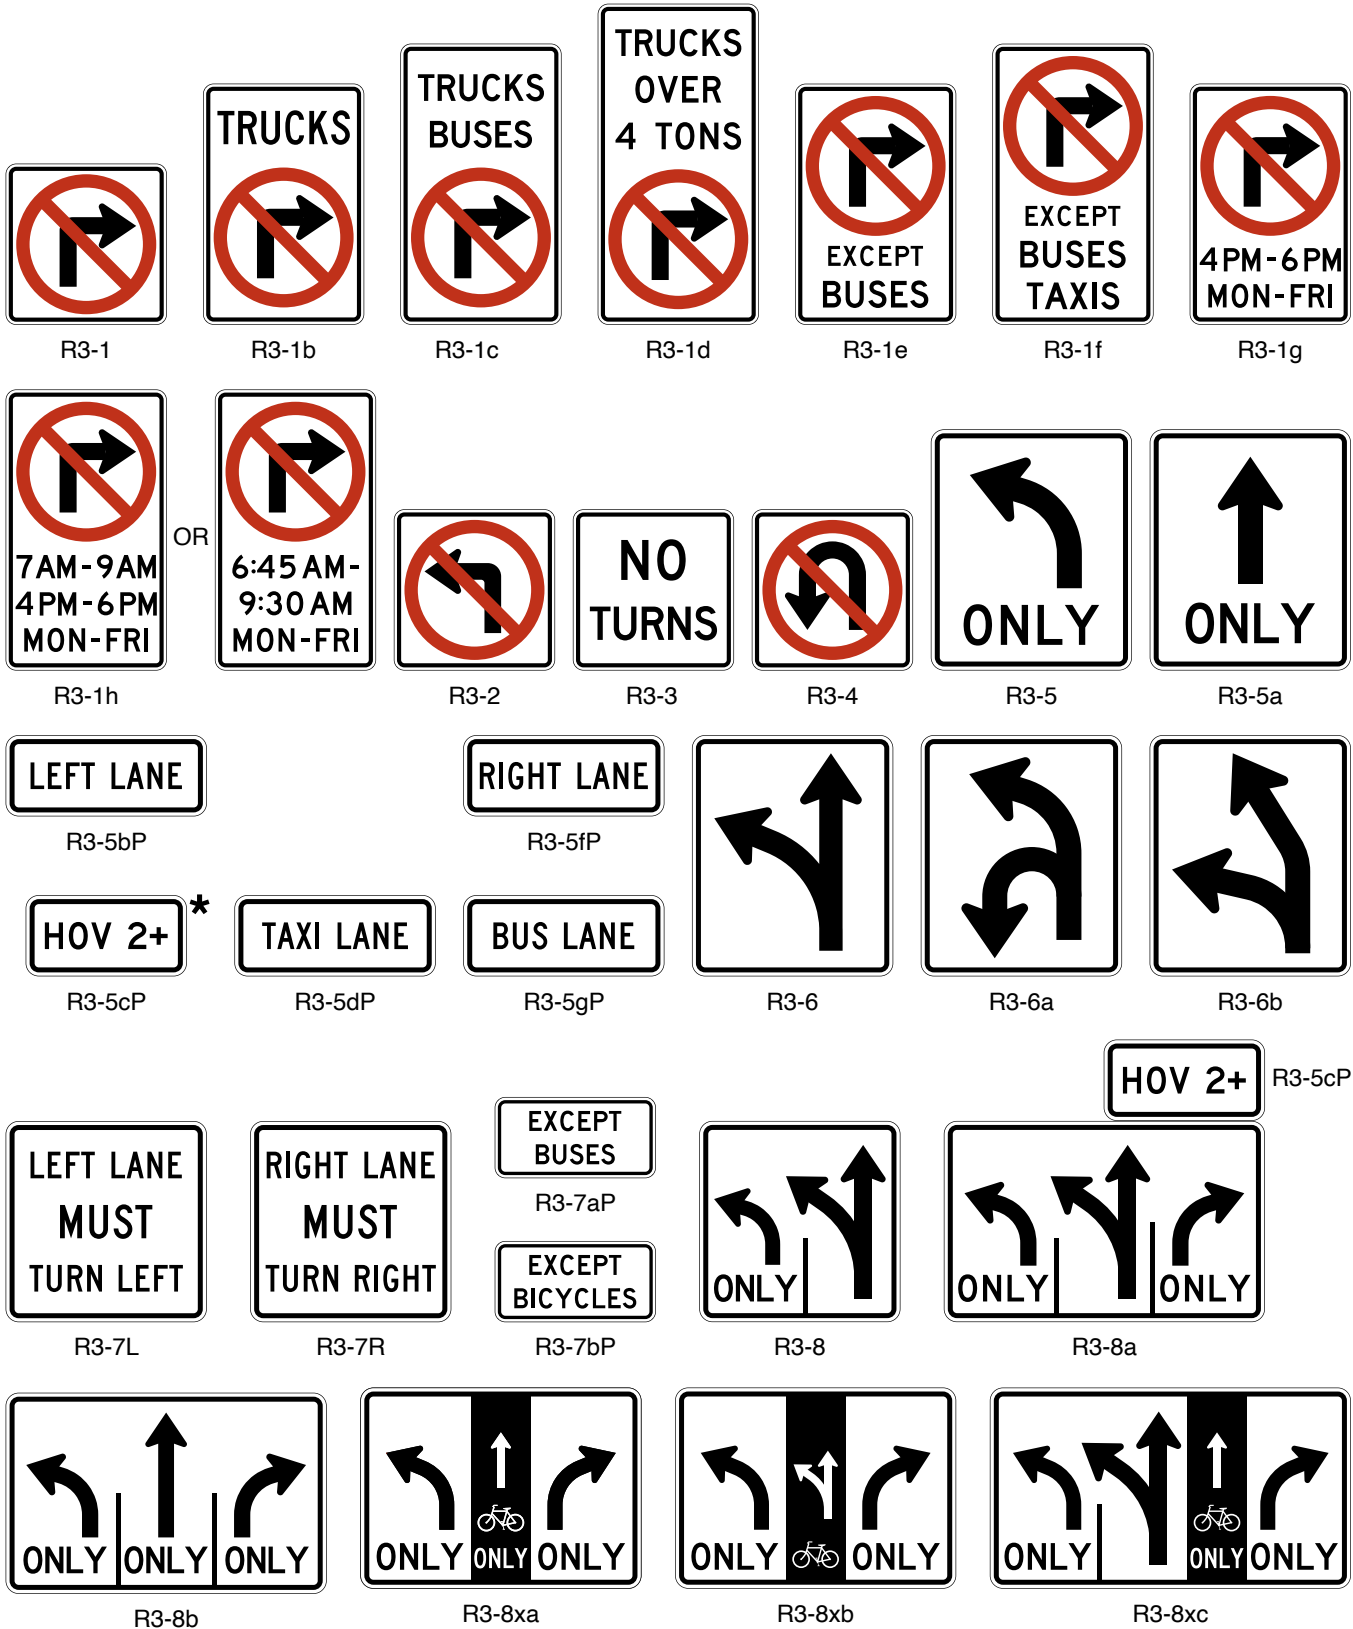 TRUCKS
R3-1
R3-1b
TRUCKS
BUSES
R3-1c
TRUCKS
OVER
4 TONS
R3-1d
EXCEPT
BUSES
R3-1e
EXCEPT
BUSES
TAXIS
R3-1f
4PM-6PM
MON-FRI
R3-1g
7AM-9AM
4PM-6PM
MON-FRI
R3-1h
OR
6:45 AM-
9:30 AM
MON-FRI
R3-2
NO
TURNS
R3-3
R3-4
ONLY
R3-5
ONLY
R3-5a
LEFT LANE
R3-5bP
RIGHT LANE
R3-5fP
HOV 2+ *
R3-5cP
TAXI LANE
R3-5dP
BUS LANE
R3-5gP
R3-6
R3-6a
R3-6b
HOV 2+ R3-5cP
LEFT LANE
MUST
TURN LEFT
R3-7L
RIGHT LANE
MUST
TURN RIGHT
R3-7R
EXCEPT
BUSES
R3-7aP
EXCEPT
BICYCLES
R3-7bP
ONLY
R3-8
ONLY ONLY
R3-8a
ONLY ONLY ONLY
R3-8b
ONLY ONLY ONLY
R3-8xa
ONLY ONLY
R3-8xb
ONLY ONLY ONLY
R3-8xc